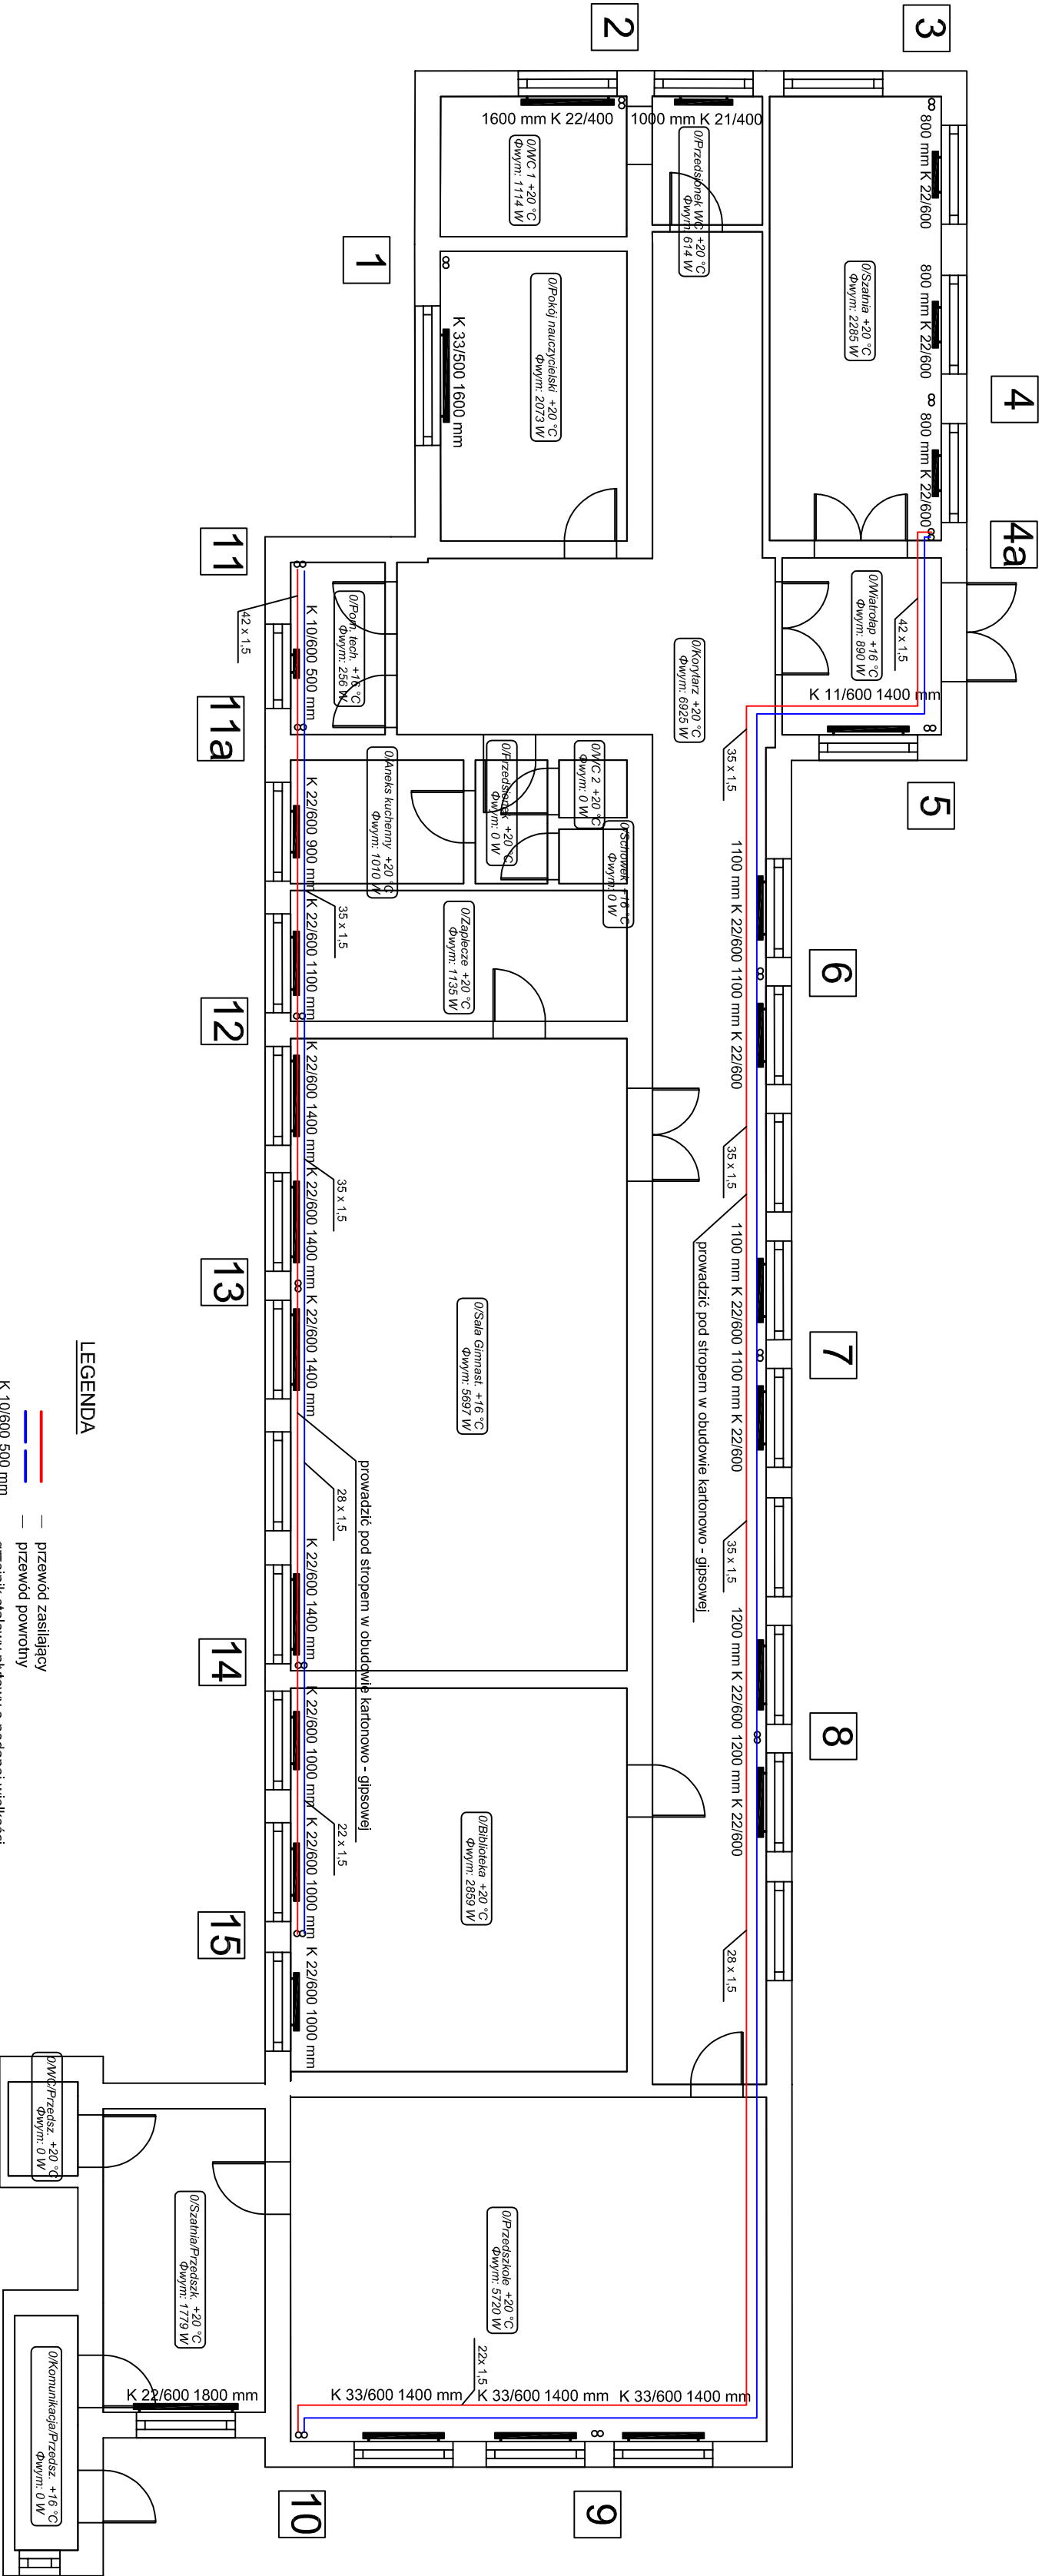 2
3
1600 mm K 22/400
1000 mm K 21/400
0/WC 1 +20 °C
Φwym: 1114 W
0/Przedsionek WC +20 °C
Φwym: 614 W
800 mm K 22/600
800 mm K 22/600
800 mm K 22/600
0/Szatnia +20 °C
Φwym: 2285 W
1
4
K 33/500 1600 mm
0/Pokój nauczycielski +20 °C
Φwym: 2073 W
11
4a
42 x 1,5
K 10/600 500 mm
0/Pom. tech. +16 °C
Φwym: 256 W
0/Korytarz +20 °C
Φwym: 6925 W
0/Wiatrołap +16 °C
Φwym: 890 W
42 x 1,5
K 11/600 1400 mm
11a
5
35 x 1,5
K 22/600 900 mm
0/Aneks kuchenny +20 °C
Φwym: 1010 W
0/Przedsionek +20 °C
Φwym: 0 W
0/WC 2 +20 °C
Φwym: 0 W
0/Schowek +16 °C
Φwym: 0 W
35 x 1,5
K 22/600 1100 mm
0/Zaplecze +20 °C
Φwym: 1135 W
1100 mm K 22/600
1100 mm K 22/600
6
12
K 22/600 1400 mm
K 22/600 1400 mm
K 22/600 1400 mm
35 x 1,5
35 x 1,5
13
0/Sala Gimnast. +16 °C
Φwym: 5697 W
prowadzić pod stropem w obudowie kartonowo - gipsowej
1100 mm K 22/600
1100 mm K 22/600
7
28 x 1,5
prowadzić pod stropem w obudowie kartonowo - gipsowej
K 22/600 1400 mm
35 x 1,5
14
1200 mm K 22/600
1200 mm K 22/600
8
K 22/600 1000 mm
K 22/600 1000 mm
K 22/600 1000 mm
22 x 1,5
0/Biblioteka +20 °C
Φwym: 2859 W
15
28 x 1,5
0/WC/Przedsz. +20 °C
Φwym: 0 W
0/Szatnia/Przedszk. +20 °C
Φwym: 1779 W
0/Przedszkole +20 °C
Φwym: 5720 W
22x 1,5
K 22/600 1800 mm
K 33/600 1400 mm
K 33/600 1400 mm
K 33/600 1400 mm
0/Komunikacja/Przedsz. +16 °C
Φwym: 0 W
10
9
LEGENDA
— przewód zasilający
— przewód powrotny
K 10/600 500 mm